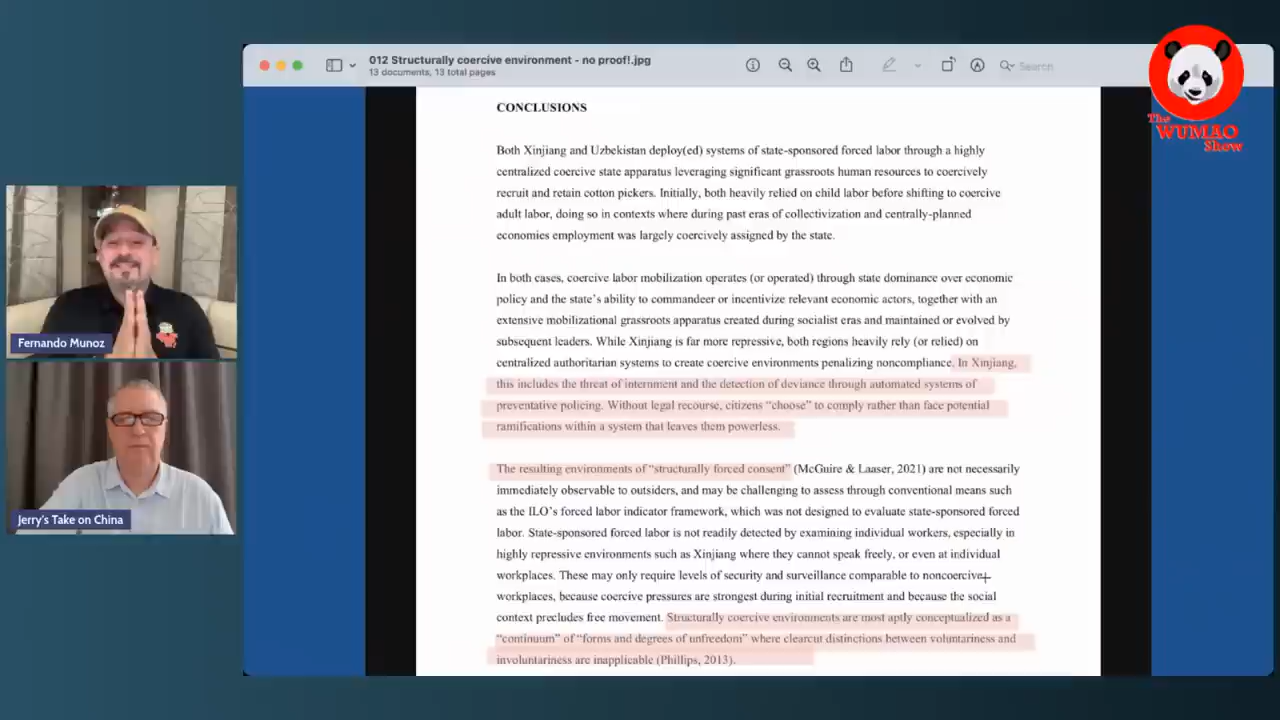 012 Structurally coercive environment - no proof!.jpg
13 documents, 13 total pages
Search
The
WUMAO
Show
CONCLUSIONS
Both Xinjiang and Uzbekistan deploy(ed) systems of state-sponsored forced labor through a highly
centralized coercive state apparatus leveraging significant grassroots human resources to coercively
recruit and retain cotton pickers. Initially, both heavily relied on child labor before shifting to coercive
adult labor, doing so in contexts where during past eras of collectivization and centrally-planned
economies employment was largely coercively assigned by the state.
In both cases, coercive labor mobilization operates (or operated) through state dominance over economic
policy and the state's ability to commandeer or incentivize relevant economic actors, together with an
extensive mobilizational grassroots apparatus created during socialist eras and maintained or evolved by
subsequent leaders. While Xinjiang is far more repressive, both regions heavily rely (or relied) on
centralized authoritarian systems to create coercive environments penalizing noncompliance. In Xinjiang,
this includes the threat of internment and the detection of deviance through automated systems of
preventative policing. Without legal recourse, citizens "choose" to comply rather than face potential
ramifications within a system that leaves them powerless.
The resulting environments of "structurally forced consent" (McGuire & Laaser, 2021) are not necessarily
immediately observable to outsiders, and may be challenging to assess through conventional means such
as the ILO's forced labor indicator framework, which was not designed to evaluate state-sponsored forced
labor. State-sponsored forced labor is not readily detected by examining individual workers, especially in
highly repressive environments such as Xinjiang where they cannot speak freely, or even at individual
workplaces. These may only require levels of security and surveillance comparable to noncoercive
workplaces, because coercive pressures are strongest during initial recruitment and because the social
context precludes free movement. Structurally coercive environments are most aptly conceptualized as a
"continuum" of "forms and degrees of unfreedom" where clearcut distinctions between voluntariness and
involuntariness are inapplicable (Phillips, 2013).
Fernando Munoz
Jerry's Take on China